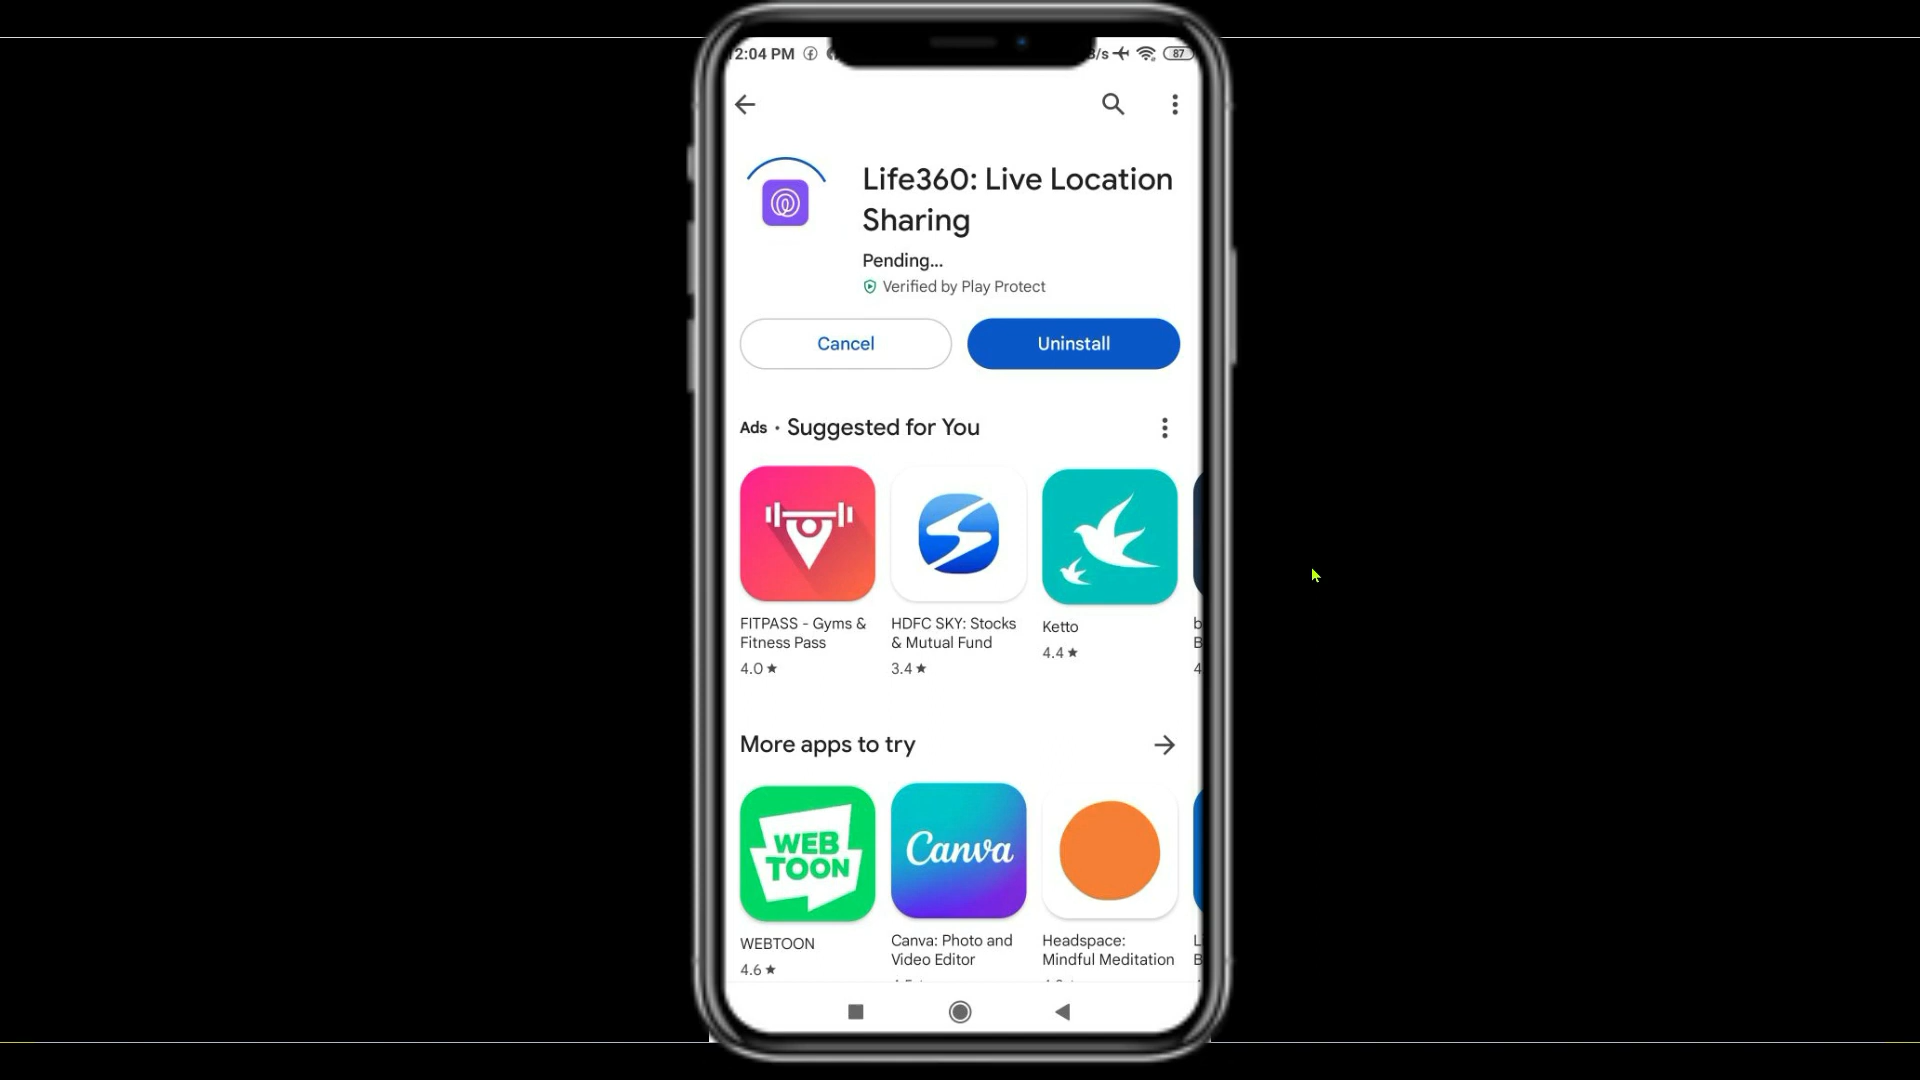 2:04 PM
B/s
87
Life360: Live Location
Sharing
Pending...
Verified by Play Protect
Cancel
Uninstall
Ads • Suggested for You
FITPASS - Gyms &
Fitness Pass
4.0 ★
HDFC SKY: Stocks
& Mutual Fund
3.4 ★
Ketto
4.4 ★
b
B
4
More apps to try
WEB
TOON
Canva
WEBTOON
4.6 ★
Canva: Photo and
Video Editor
Headspace:
Mindful Meditation
L
B